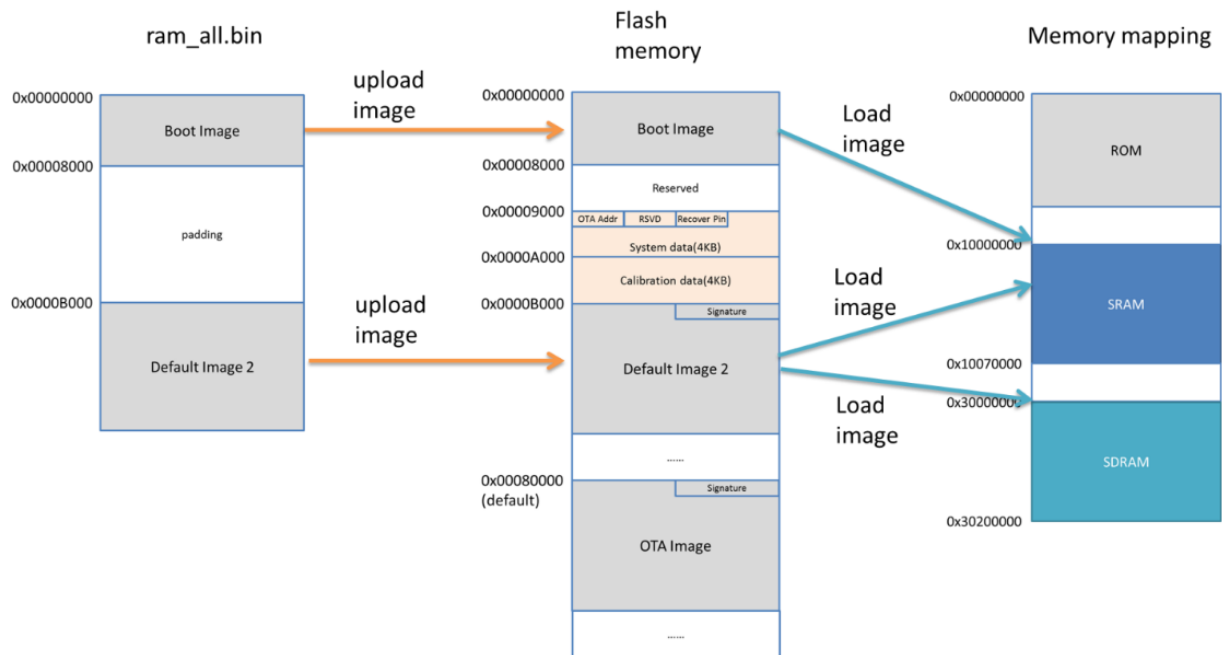 ram_all.bin
0x00000000
Boot Image
0x00008000
padding
0x0000B000
Default Image 2
upload
image
upload
image
Flash
memory
0x00000000
Boot Image
0x00008000
Reserved
0x00009000
OTA Addr RSVD Recover Pin
System data(4KB)
0x0000A000
Calibration data(4KB)
0x0000B000
Signature
Default Image 2
......
0x00080000
(default)
Signature
OTA Image
......
Load
image
Load
image
Load
image
Memory mapping
0x00000000
ROM
0x10000000
SRAM
0x10070000
0x30000000
SDRAM
0x30200000